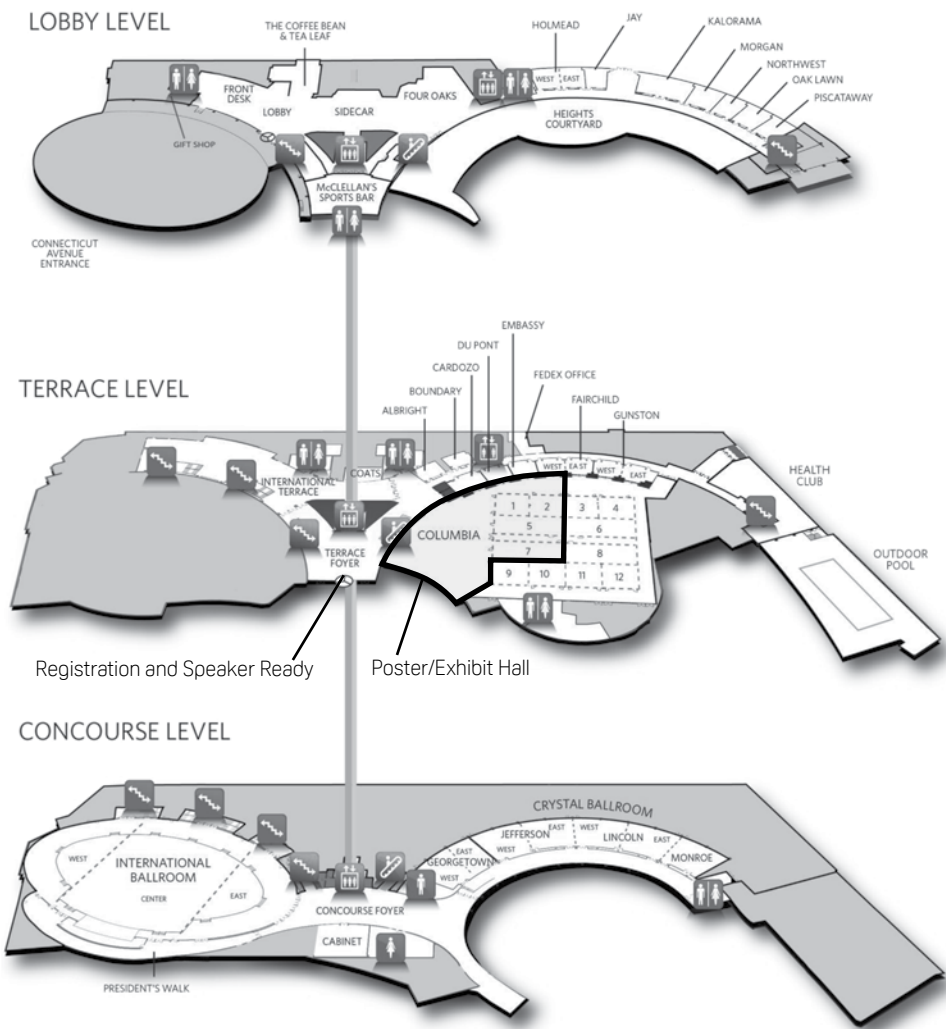 LOBBY LEVEL
THE COFFEE BEAN
& TEA LEAF
HOLMEAD
JAY
KALORAMA
MORGAN
NORTHWEST
OAK LAWN
PISCATAWAY
WEST
EAST
FRONT
DESK
LOBBY
SIDECAR
FOUR OAKS
HEIGHTS
COURTYARD
GIFT SHOP
McCLELLAN'S
SPORTS BAR
CONNECTICUT
AVENUE
ENTRANCE
TERRACE LEVEL
EMBASSY
DU PONT
CARDOZO
BOUNDARY
ALBRIGHT
FEDEX OFFICE
FAIRCHILD
GUNSTON
HEALTH
CLUB
INTERNATIONAL
TERRACE
COATS
WEST
EA ST
WEST
EAST
COLUMBIA
1
2
3
4
5
6
7
8
9
10
11
12
TERRACE
FOYER
OUTDOOR
POOL
Registration and Speaker Ready
Poster/Exhibit Hall
CONCOURSE LEVEL
CRYSTAL BALLROOM
WEST
INTERNATIONAL
BALLROOM
CENTER
EAST
EAST
GEORGETOWN
WEST
JEFFERSON
WEST
EAST
WEST
LINCOLN
EAST
MONROE
CONCOURSE FOYER
CABINET
PRESIDENT'S WALK